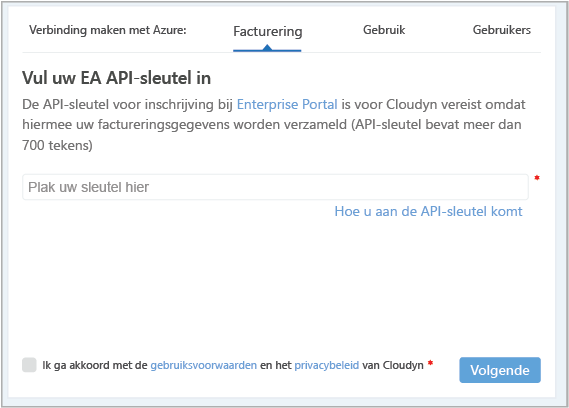 Verbinding maken met Azure: Facturering Gebruik Gebruikers
Vul uw EA API-sleutel in
De API-sleutel voor inschrijving bij Enterprise Portal is voor Cloudyn vereist omdat
hiermee uw factureringsgegevens worden verzameld (API-sleutel bevat meer dan
700 tekens)
Plak uw sleutel hier *
Hoe u aan de API-sleutel komt
Ik ga akkoord met de gebruiksvoorwaarden en het privacybeleid van Cloudyn * Volgende